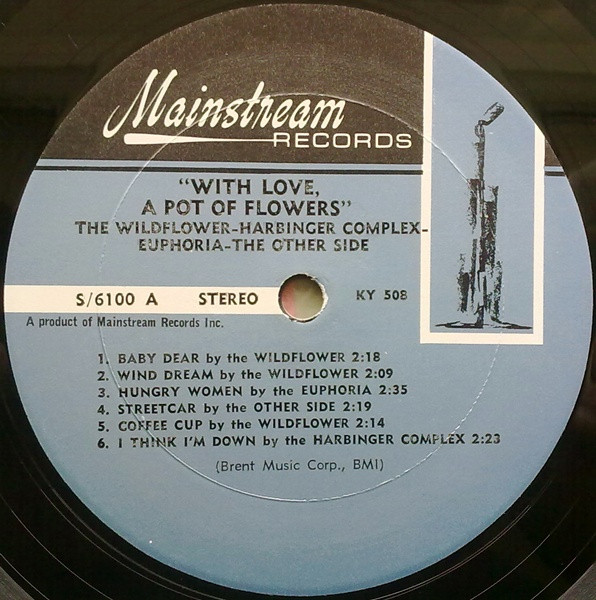 Mainstream
RECORDS
"WITH LOVE,
A POT OF FLOWERS"
THE WILDFLOWER-HARBINGER COMPLEX-
EUPHORIA-THE OTHER SIDE
S/6100 A STEREO KY 508
A product of Mainstream Records Inc.
1. BABY DEAR by the WILDFLOWER 2:18
2. WIND DREAM by the WILDFLOWER 2:09
3. HUNGRY WOMEN by the EUPHORIA 2:35
4. STREETCAR by the OTHER SIDE 2:19
5. COFFEE CUP by the WILDFLOWER 2:14
6. I THINK I'M DOWN by the HARBINGER COMPLEX 2:23
(Brent Music Corp., BMI)